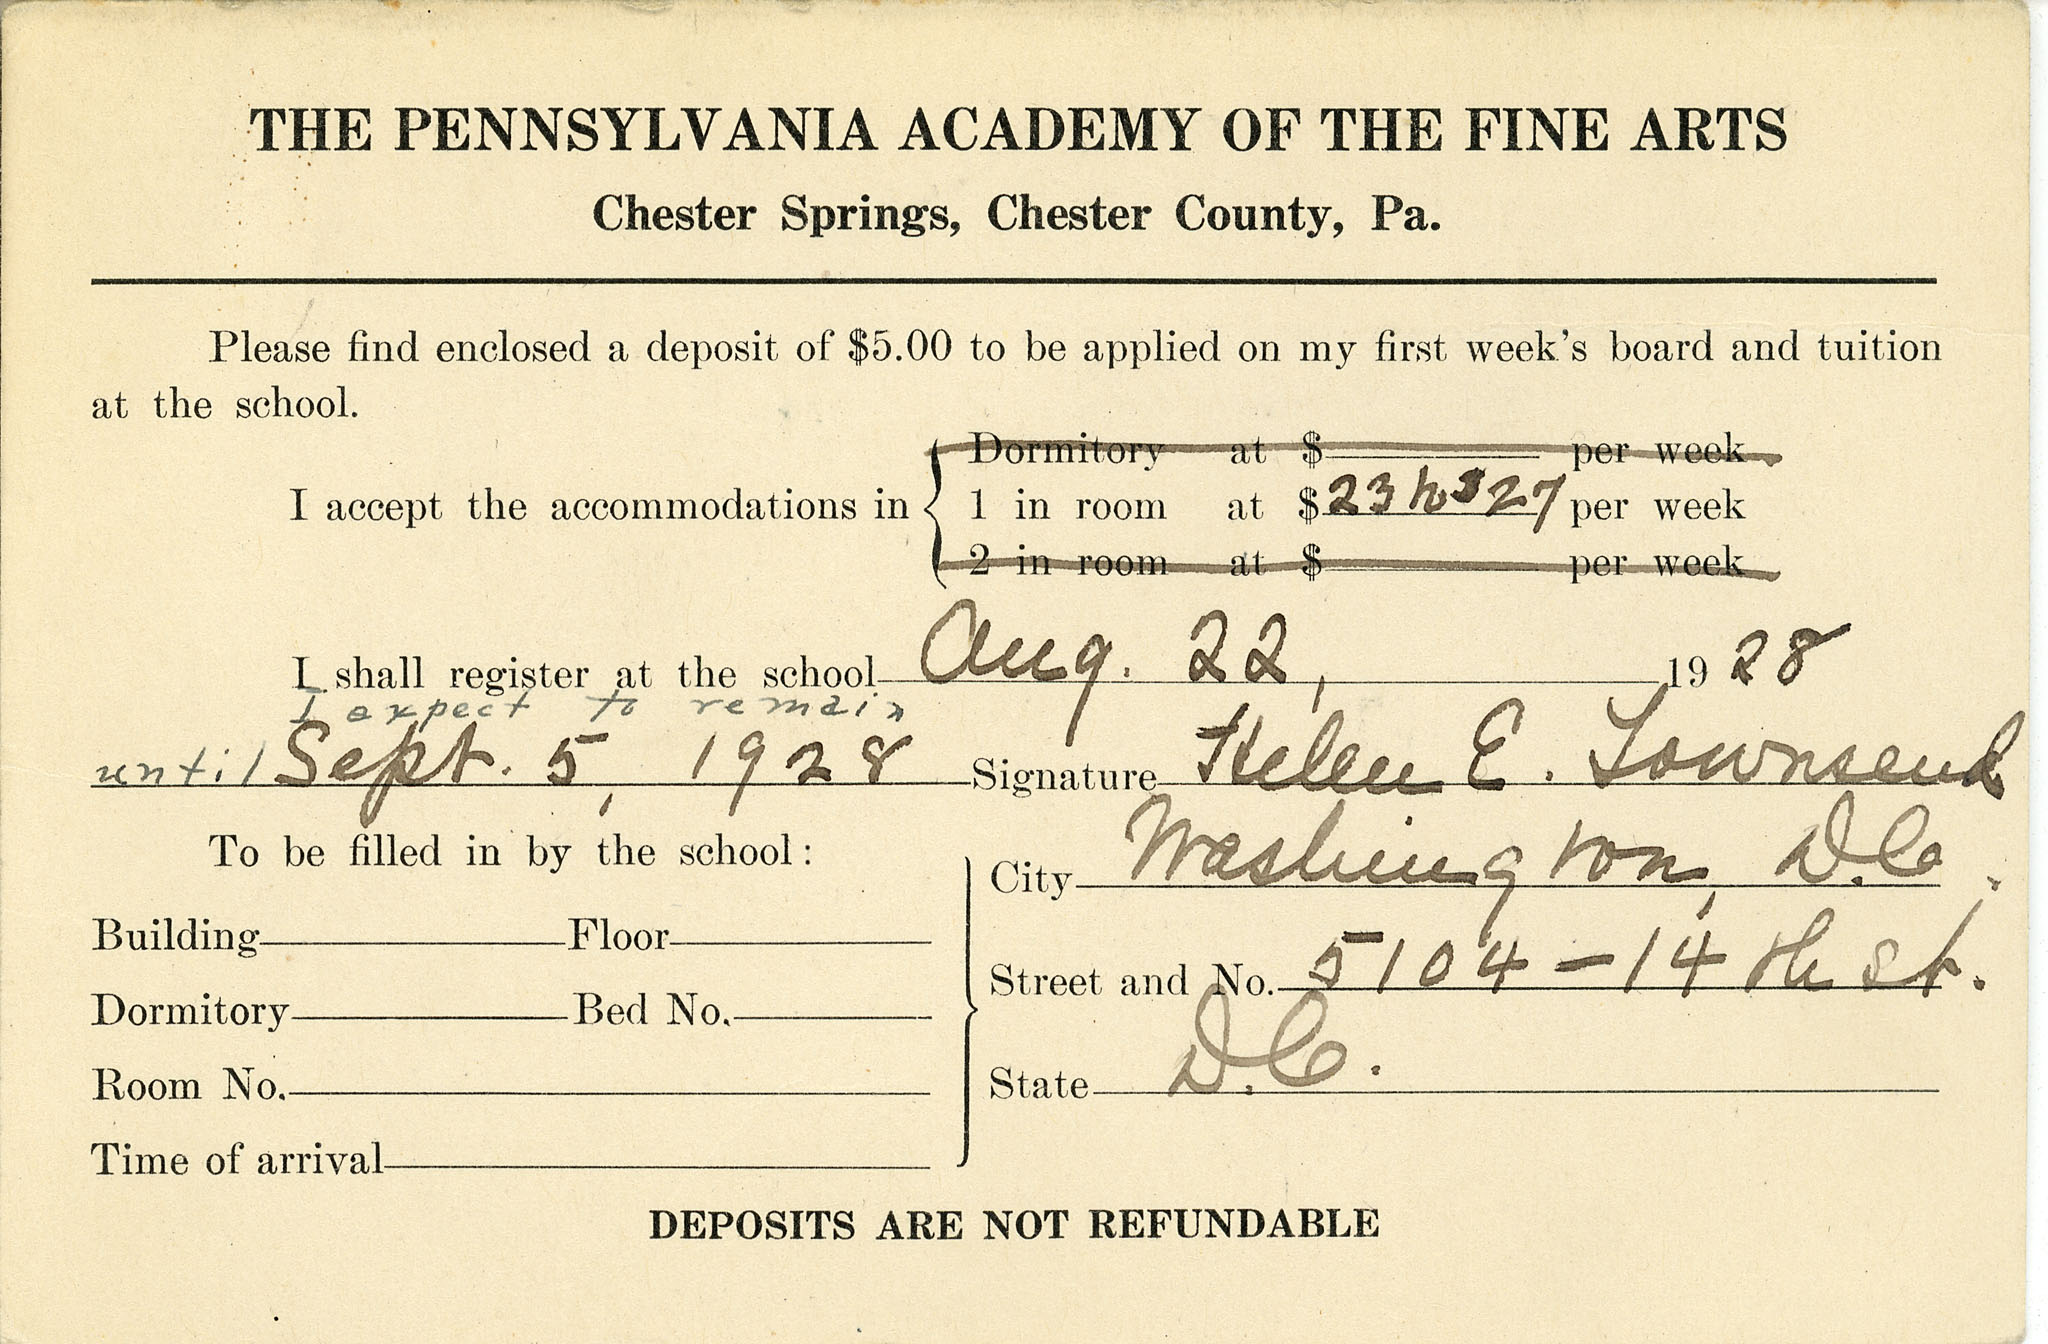 THE PENNSYLVANIA ACADEMY OF THE FINE ARTS
Chester Springs, Chester County, Pa.
Please find enclosed a deposit of $5.00 to be applied on my first week's board and tuition
at the school.
Dormitory at $ per week
I accept the accommodations in 1 in room at $23 to $27 per week
2 in room at $ per week
I shall register at the school Aug. 22, 1928
I expect to remain
until Sept. 5, 1928 Signature Helen E. Townsend
To be filled in by the school:
City Washington, D.C.
Building Floor
Street and No. 5104-14th st.
Dormitory Bed No.
State D.C.
Room No.
Time of arrival
DEPOSITS ARE NOT REFUNDABLE